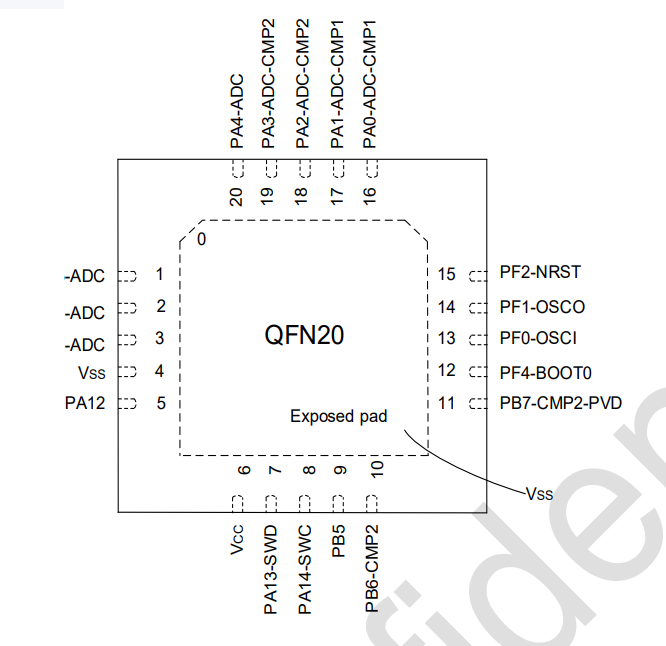 PA4-ADC
PA3-ADC-CMP2
PA2-ADC-CMP2
PA1-ADC-CMP1
PA0-ADC-CMP1
20
19
18
17
16
0
-ADC
1
-ADC
2
-ADC
3
Vss
4
PA12
5
QFN20
Exposed pad
15
PF2-NRST
14
PF1-OSCO
13
PF0-OSCI
12
PF4-BOOT0
11
PB7-CMP2-PVD
Vss
6
7
8
9
10
Vcc
PA13-SWD
PA14-SWC
PB5
PB6-CMP2
fiden